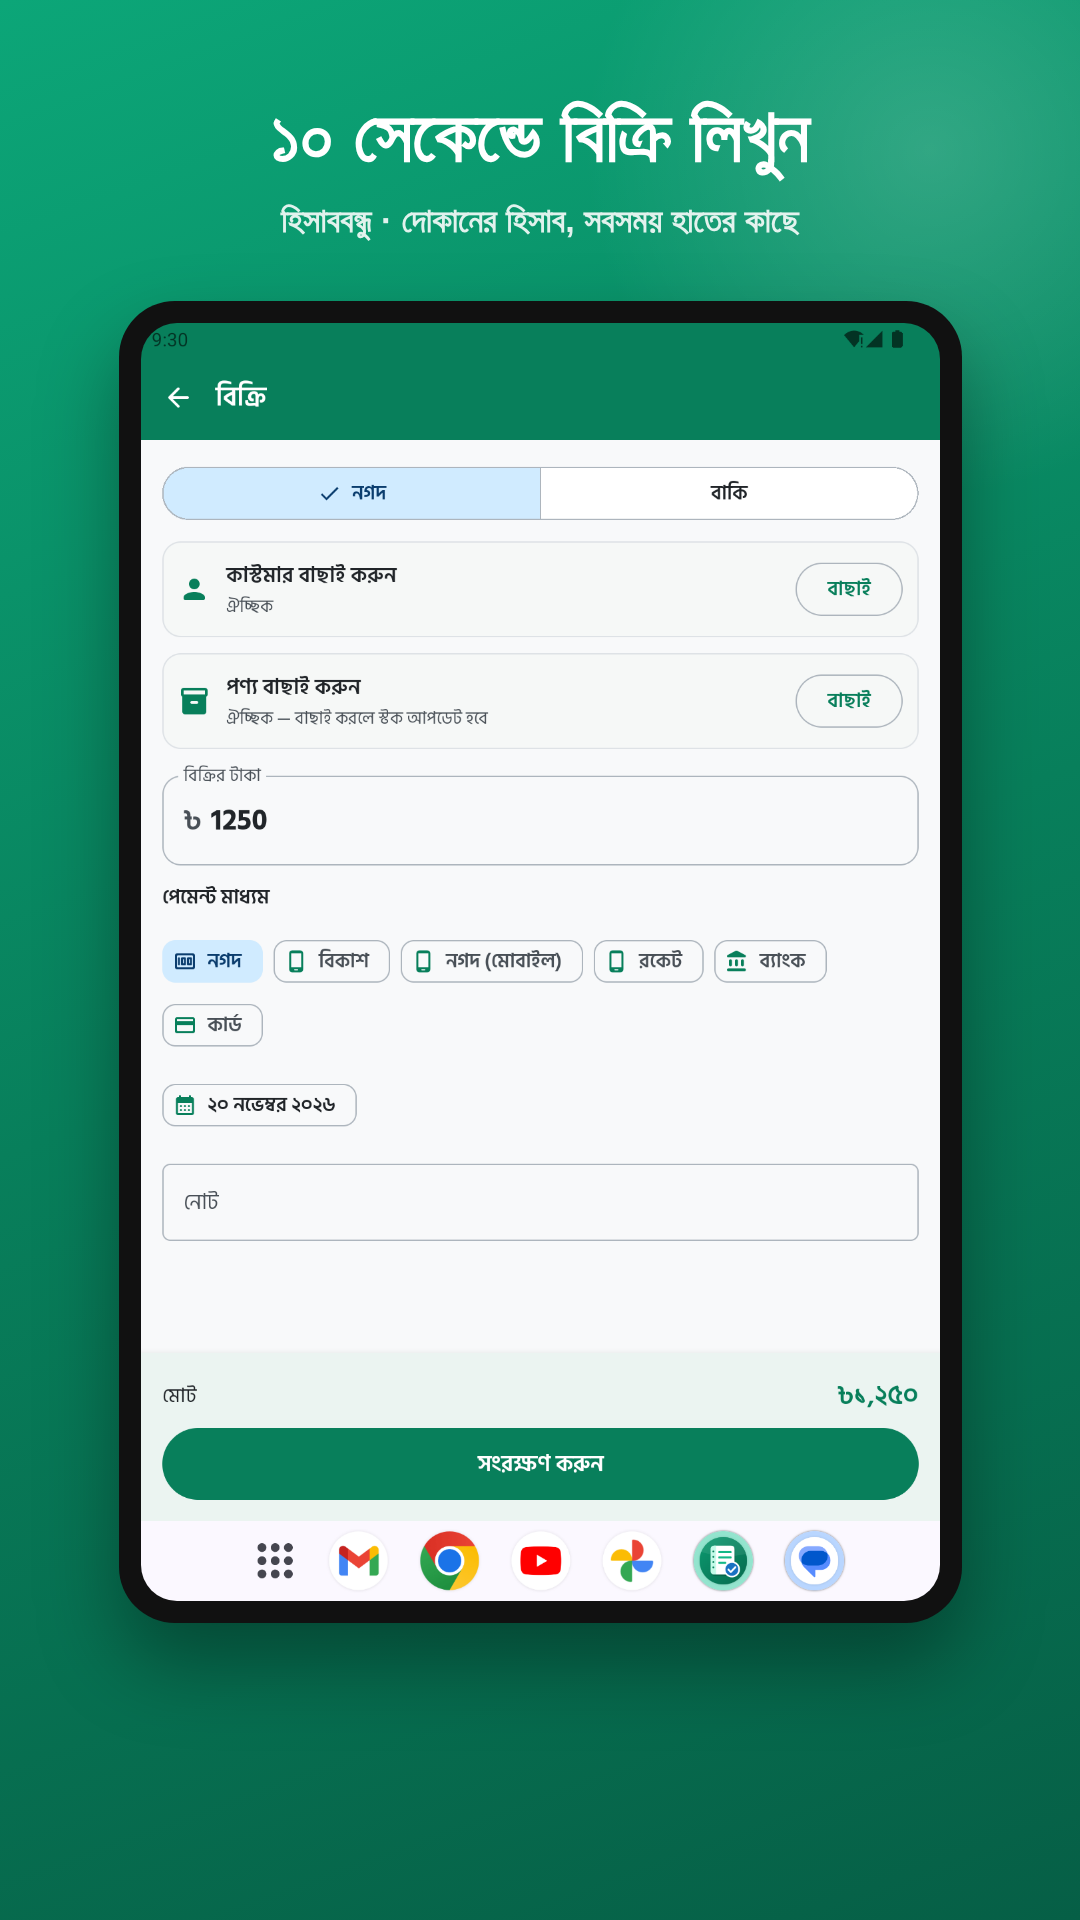 ১০ সেকেন্ডে বিক্রি লিখুন
হিসাববন্ধু · দোকানের হিসাব, সবসময় হাতের কাছে
9:30
বিক্রি
নগদ
বাকি
কাস্টমার বাছাই করুন
ঐচ্ছিক
বাছাই
পণ্য বাছাই করুন
ঐচ্ছিক — বাছাই করলে স্টক আপডেট হবে
বাছাই
বিক্রির টাকা
৳ 1250
পেমেন্ট মাধ্যম
নগদ
বিকাশ
নগদ (মোবাইল)
রকেট
ব্যাংক
কার্ড
২০ নভেম্বর ২০২৬
নোট
মোট
৳১,২৫০
সংরক্ষণ করুন